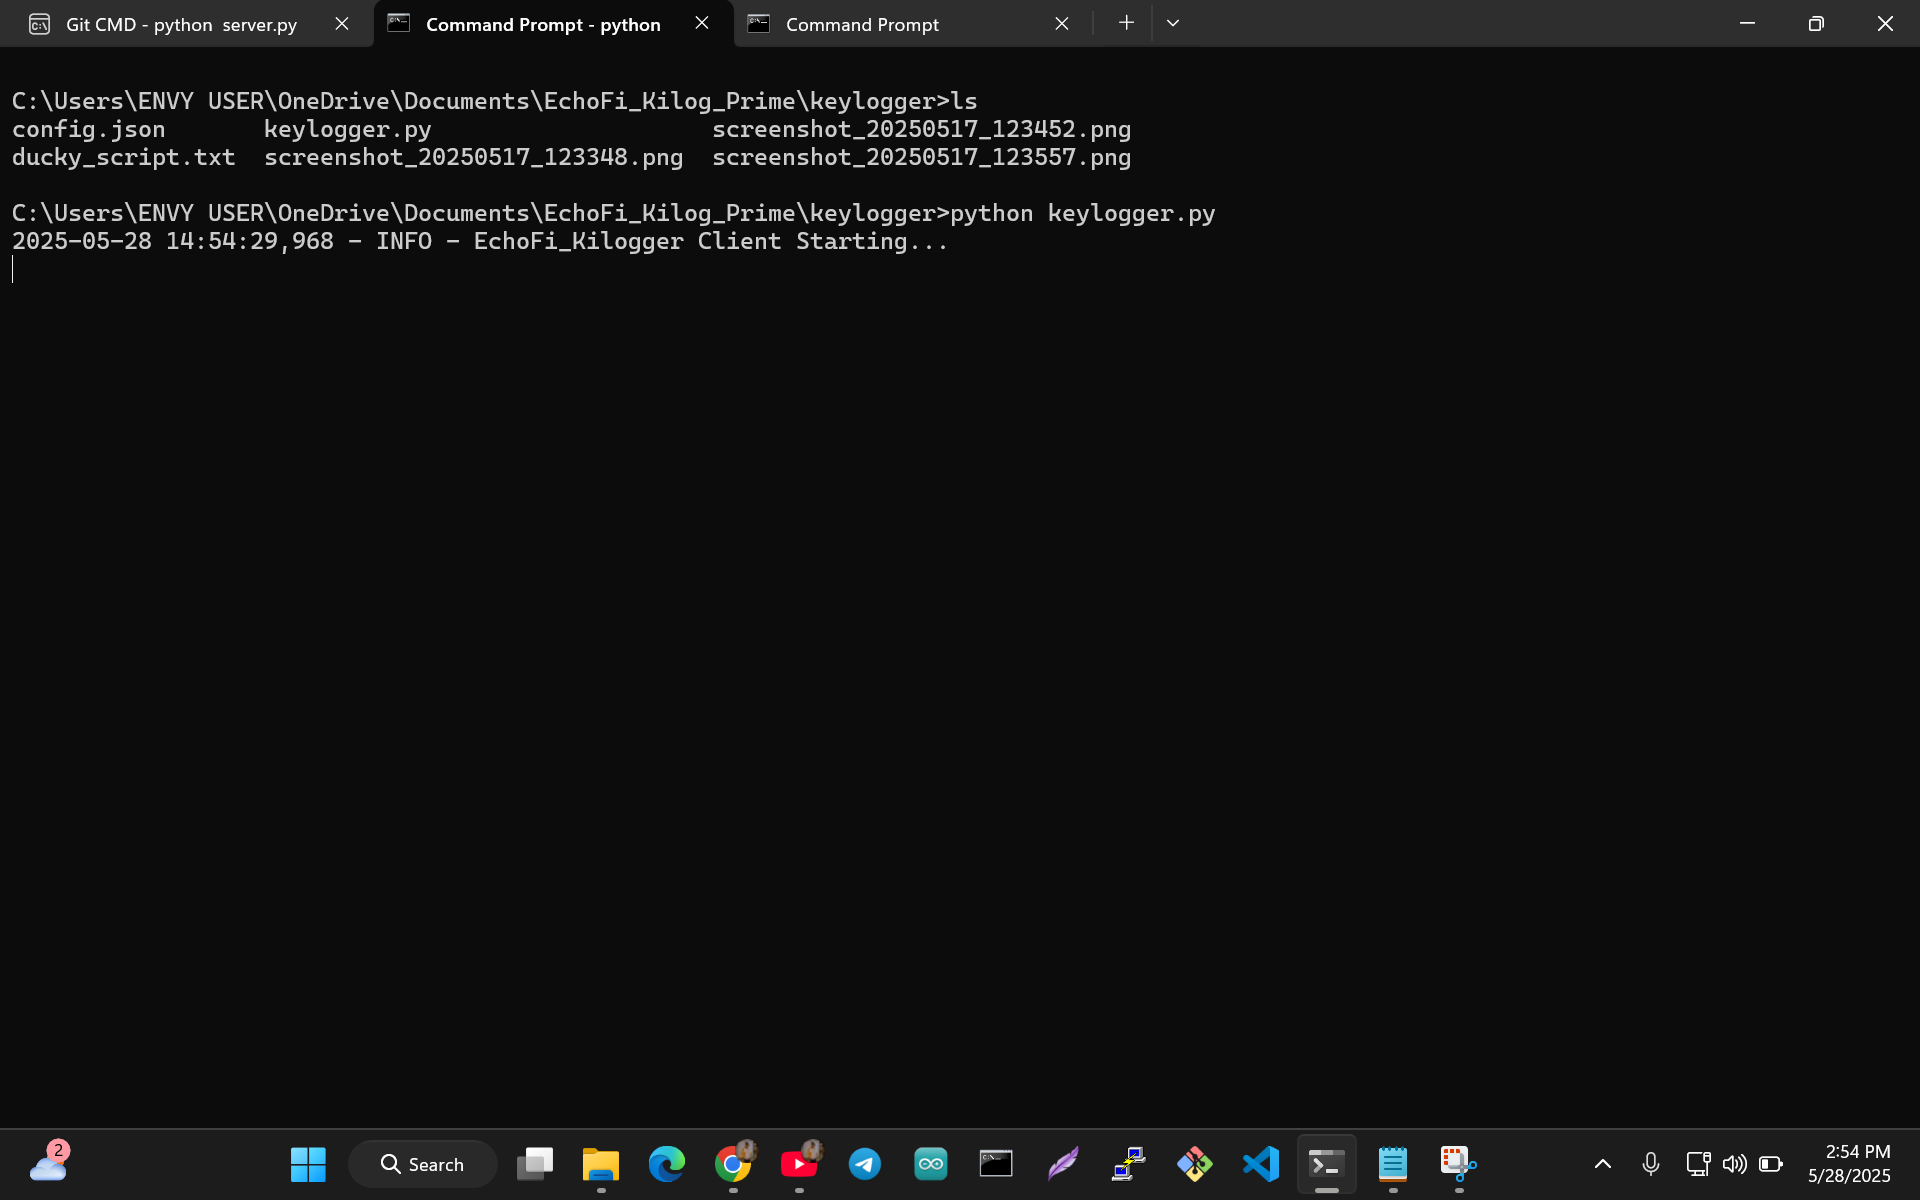 Git CMD - python  server.py
Command Prompt - python
Command Prompt
C:\Users\ENVY USER\OneDrive\Documents\EchoFi_Kilog_Prime\keylogger>ls
config.json       keylogger.py                    screenshot_20250517_123452.png
ducky_script.txt  screenshot_20250517_123348.png  screenshot_20250517_123557.png
C:\Users\ENVY USER\OneDrive\Documents\EchoFi_Kilog_Prime\keylogger>python keylogger.py
2025-05-28 14:54:29,968 - INFO - EchoFi_Kilogger Client Starting...
2
Search
2:54 PM
5/28/2025